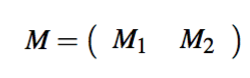 M = ( M₁ M₂ )